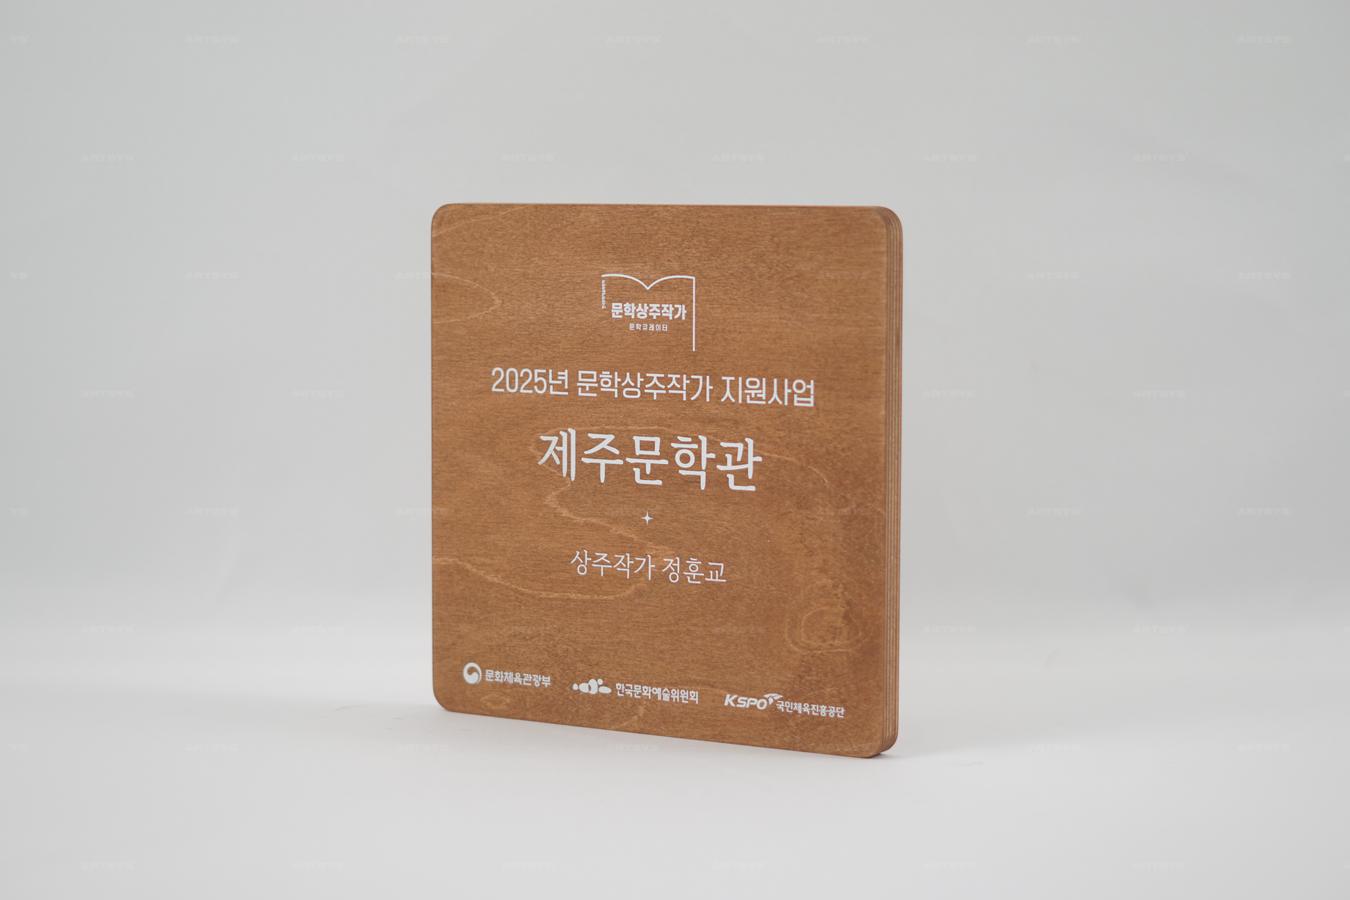 문학상주작가
문학큐레이터
2025년 문학상주작가 지원사업
제주문학관
상주작가 정훈교
문화체육관광부
한국문화예술위원회
KSPO 국민체육진흥공단